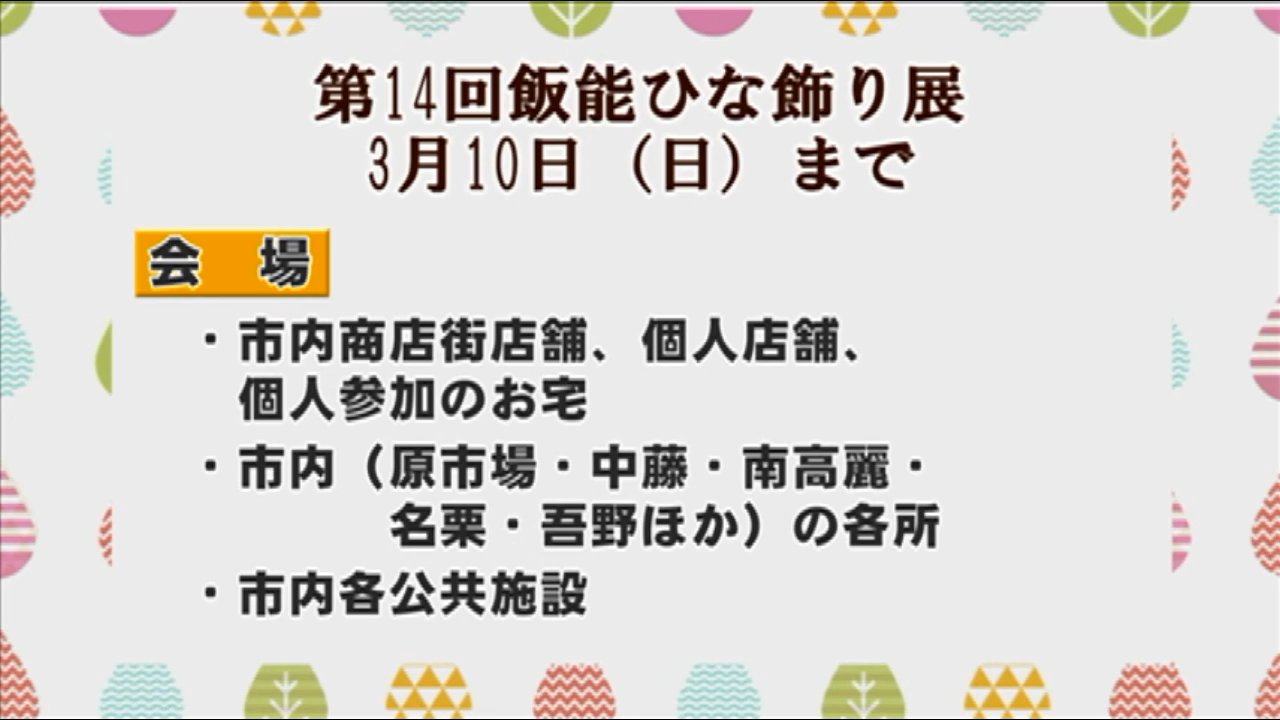 第14回飯能ひな飾り展
3月10日（日）まで
会　場
・市内商店街店舗、個人店舗、
個人参加のお宅
・市内（原市場・中藤・南高麗・
名栗・吾野ほか）の各所
・市内各公共施設